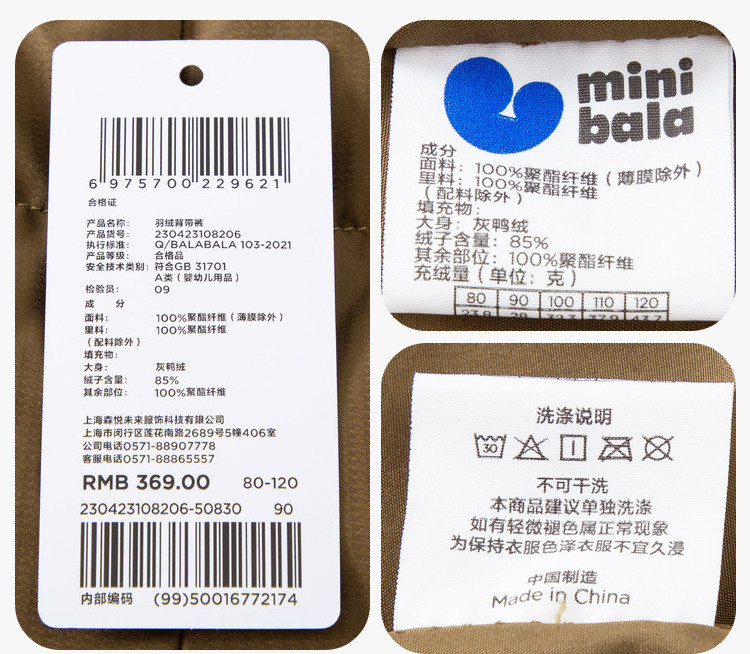 6 975700 229621
合格证
产品名称: 羽绒背带裤
产品货号: 230423108206
执行标准: Q/BALABALA 103-2021
产品等级: 合格品
安全技术类别: 符合GB 31701
A类（婴幼儿用品）
检验员: 09
成 分
面料: 100%聚酯纤维（薄膜除外）
里料: 100%聚酯纤维
（配料除外）
填充物:
大身: 灰鸭绒
绒子含量: 85%
其余部位: 100%聚酯纤维
上海森悦未来服饰科技有限公司
上海市闵行区莲花南路2689号5幢406室
公司电话0571-88907778
客服电话0571-88865557
RMB 369.00 80-120
230423108206-50830 90
内部编码 (99)50016772174
mini
bala
成分
面料: 100%聚酯纤维（薄膜除外）
里料: 100%聚酯纤维
（配料除外）
填充物:
大身: 灰鸭绒
绒子含量: 85%
其余部位: 100%聚酯纤维
充绒量（单位: 克）
80 90 100 110 120
23.8 28
洗涤说明
30
不可干洗
本商品建议单独洗涤
如有轻微褪色属正常现象
为保持衣服色泽衣服不宜久浸
中国制造
Made in China